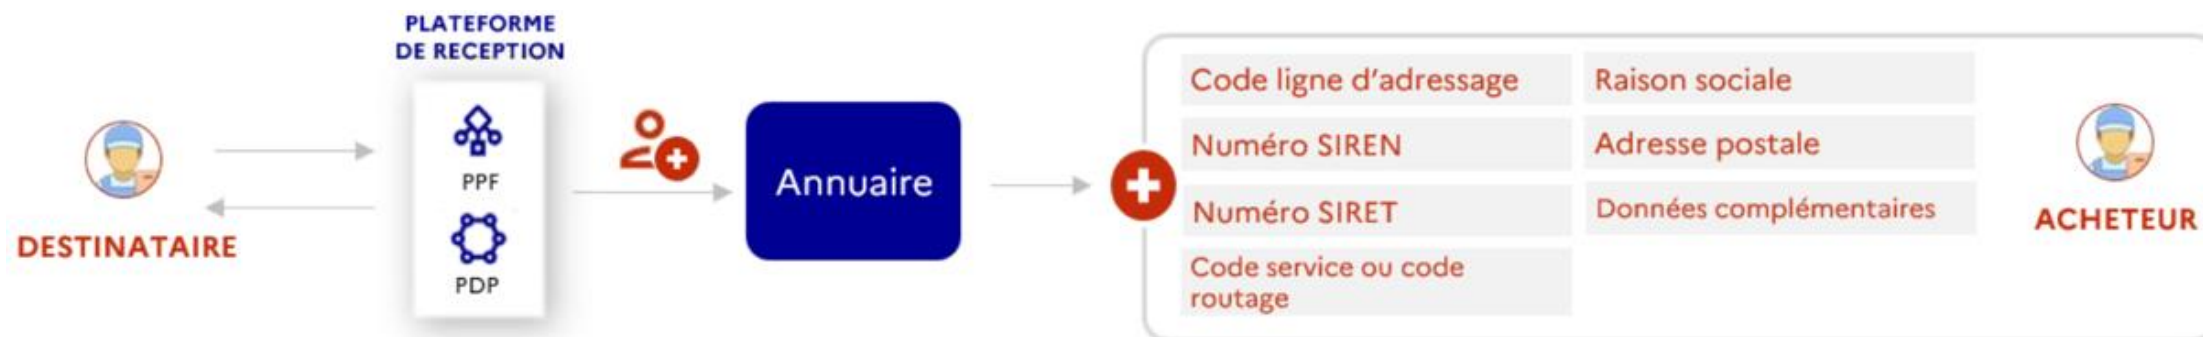 PLATEFORME
DE RECEPTION
PPF
PDP
DESTINATAIRE
Annuaire
Code ligne d'adressage
Raison sociale
Numéro SIREN
Adresse postale
Numéro SIRET
Données complémentaires
Code service ou code
routage
ACHETEUR